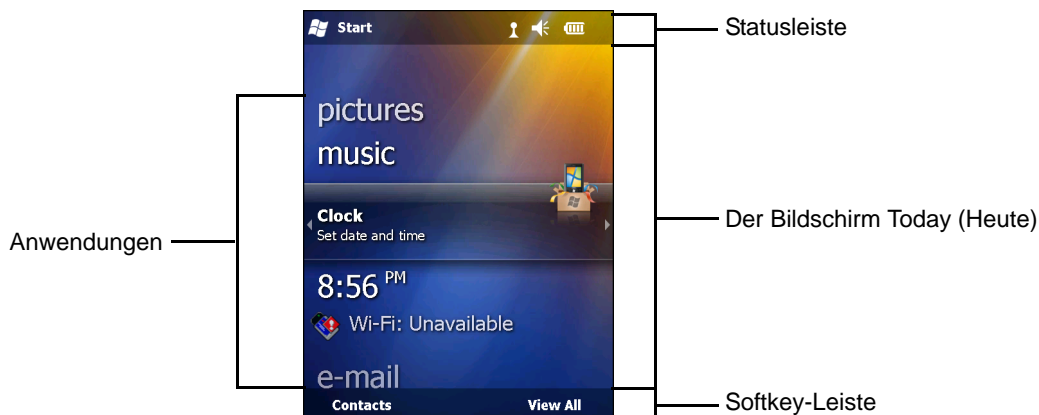 Start
Statusleiste
pictures
music
Clock
Set date and time
Anwendungen
Der Bildschirm Today (Heute)
8:56 PM
Wi-Fi: Unavailable
e-mail
Contacts View All
Softkey-Leiste